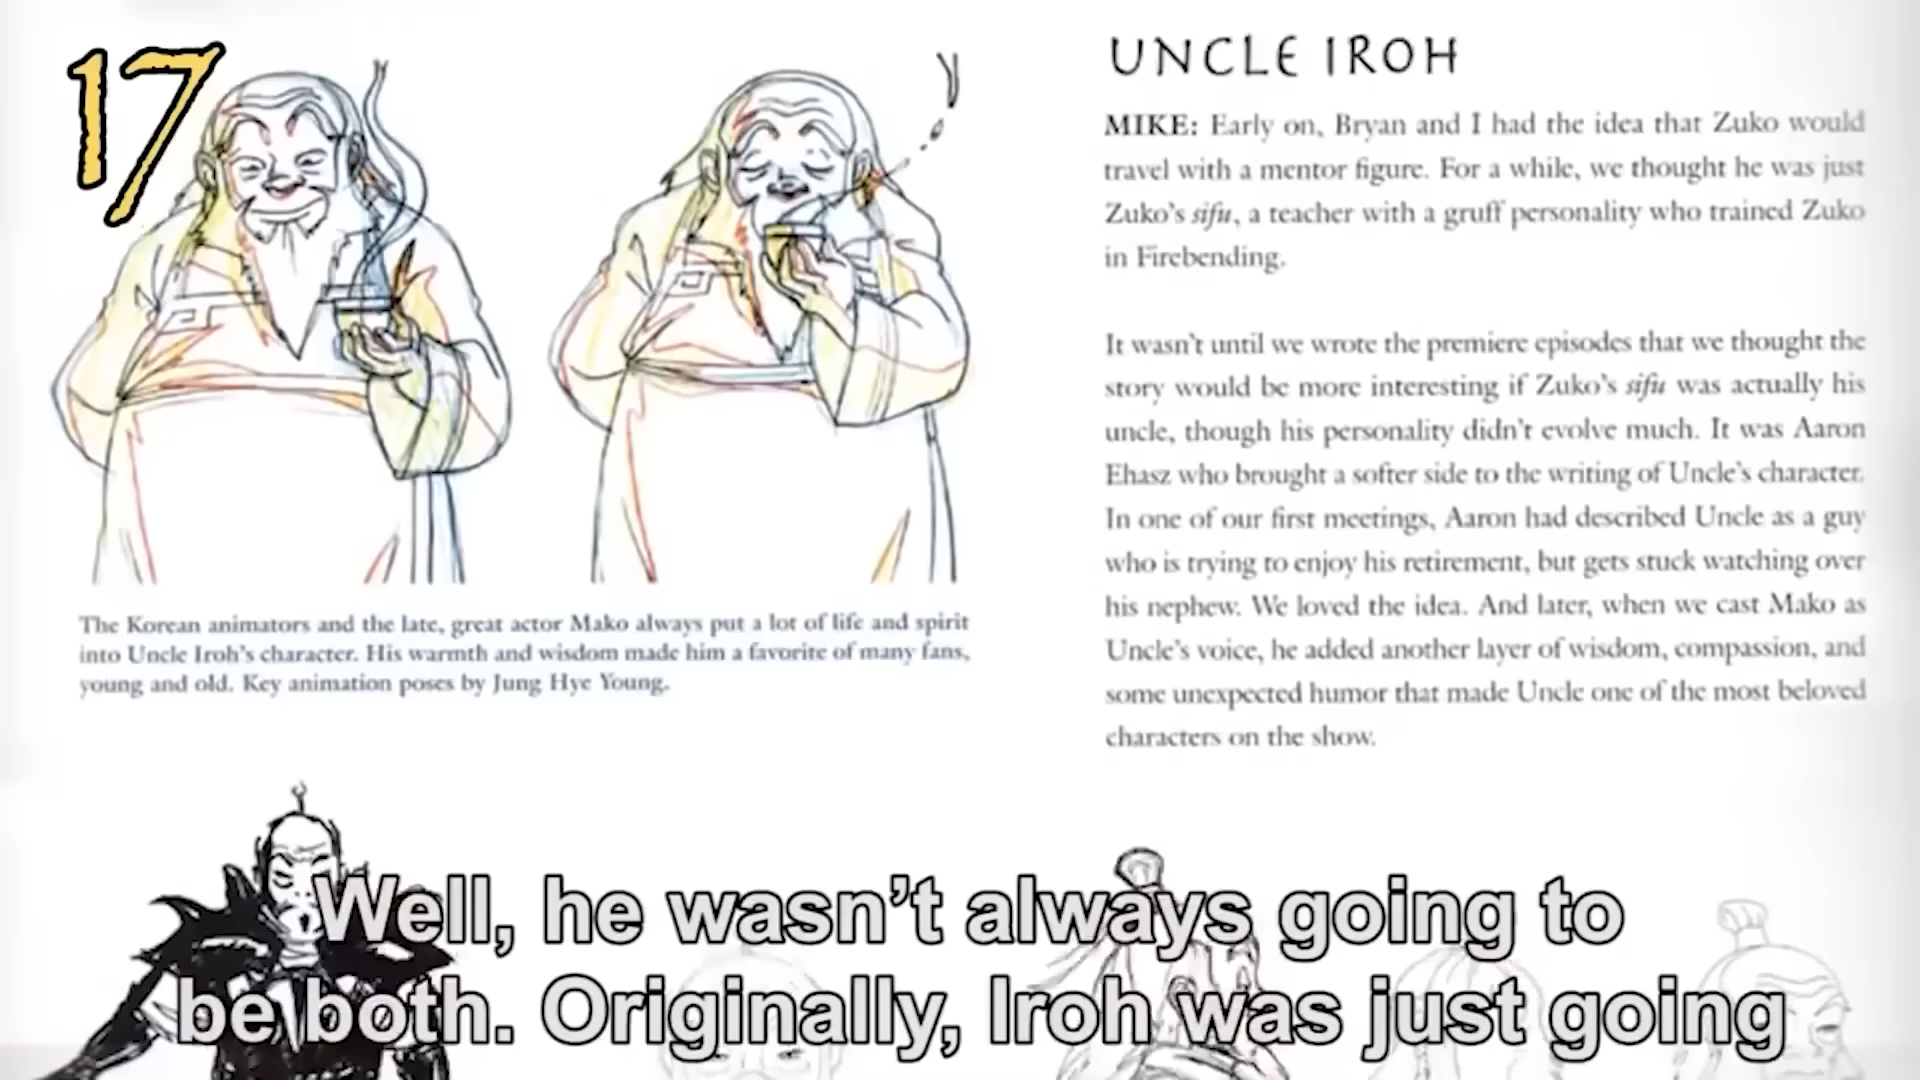 17
UNCLE IROH
MIKE: Early on, Bryan and I had the idea that Zuko would
travel with a mentor figure. For a while, we thought he was just
Zuko's sifu, a teacher with a gruff personality who trained Zuko
in Firebending.
It wasn't until we wrote the premiere episodes that we thought the
story would be more interesting if Zuko's sifu was actually his
uncle, though his personality didn't evolve much. It was Aaron
Ehasz who brought a softer side to the writing of Uncle's character.
In one of our first meetings, Aaron had described Uncle as a guy
who is trying to enjoy his retirement, but gets stuck watching over
his nephew. We loved the idea. And later, when we cast Mako as
Uncle's voice, he added another layer of wisdom, compassion, and
some unexpected humor that made Uncle one of the most beloved
characters on the show.
The Korean animators and the late, great actor Mako always put a lot of life and spirit
into Uncle Iroh's character. His warmth and wisdom made him a favorite of many fans,
young and old. Key animation poses by Jung Hye Young.
Well, he wasn't always going to
be both. Originally, Iroh was just going